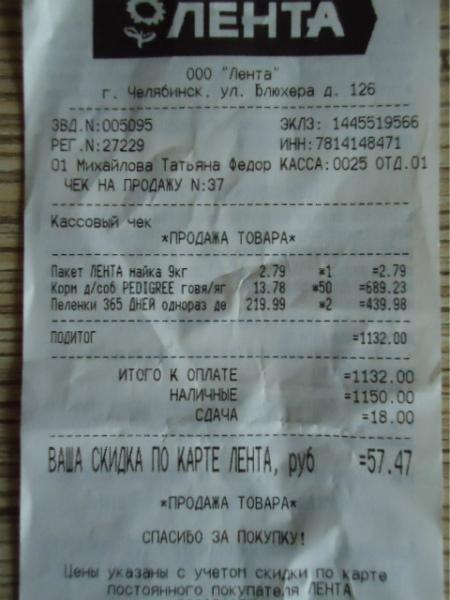 ЛЕНТА
ООО "Лента"
г. Челябинск, ул. Блюхера д. 126
ЗВД.N:005095 ЭКЛЗ: 1445519566
РЕГ.N:27229 ИНН:7814148471
01 Михайлова Татьяна Федор КАССА:0025 ОТД.01
ЧЕК НА ПРОДАЖУ N:37
Кассовый чек
*ПРОДАЖА ТОВАРА*
Пакет ЛЕНТА майка 9кг 2.79 *1 =2.79
Корм д/соб PEDIGREE говя/яг 13.78 *50 =689.23
Пеленки 365 ДНЕЙ однораз де 219.99 *2 =439.98
ПОДИТОГ =1132.00
ИТОГО К ОПЛАТЕ =1132.00
НАЛИЧНЫЕ =1150.00
СДАЧА =18.00
ВАША СКИДКА ПО КАРТЕ ЛЕНТА, руб =57.47
*ПРОДАЖА ТОВАРА*
СПАСИБО ЗА ПОКУПКУ!
Цены указаны с учетом скидки по карте
постоянного покупателя ЛЕНТА